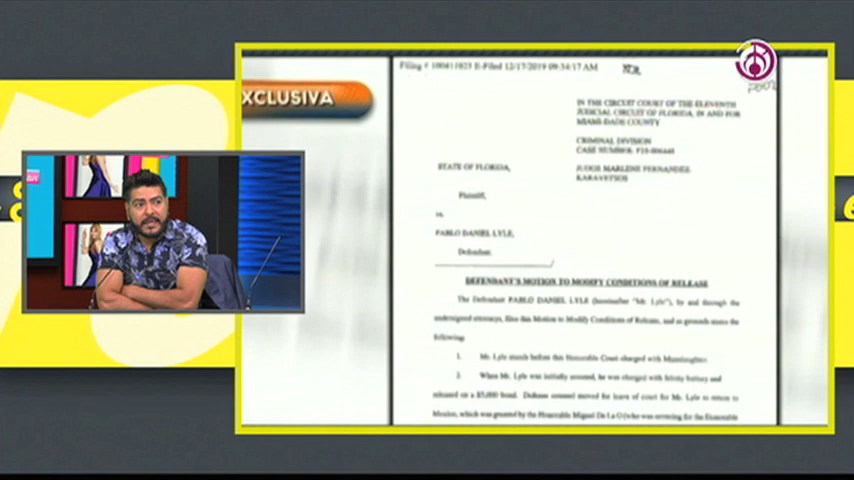 XCLUSIVA
Filing # 100411025 E-Filed 12/17/2019 09:34:17 AM
IN THE CIRCUIT COURT OF THE ELEVENTH
JUDICIAL CIRCUIT OF FLORIDA, IN AND FOR
MIAMI-DADE COUNTY
CRIMINAL DIVISION
CASE NUMBER:
JUDGE MARLENE FERNANDEZ
KARAVETSOS
STATE OF FLORIDA,
Plaintiff,
vs.
PABLO DANIEL LYLE,
Defendant.
DEFENDANT'S MOTION TO MODIFY CONDITIONS OF RELEASE
The Defendant PABLO DANIEL LYLE (hereinafter "Mr. Lyle"), by and through the
undersigned attorneys, files this Motion to Modify Conditions of Release, and as grounds states the
following:
1. Mr. Lyle stands before this Honorable Court charged with Manslaughter.
2. When Mr. Lyle was initially arrested, he was charged with felony battery and
released on a $5,000 bond. Defense counsel moved for leave of court for Mr. Lyle to return to
Mexico, which was granted by the Honorable Miguel De La O (who was covering for the Honorable